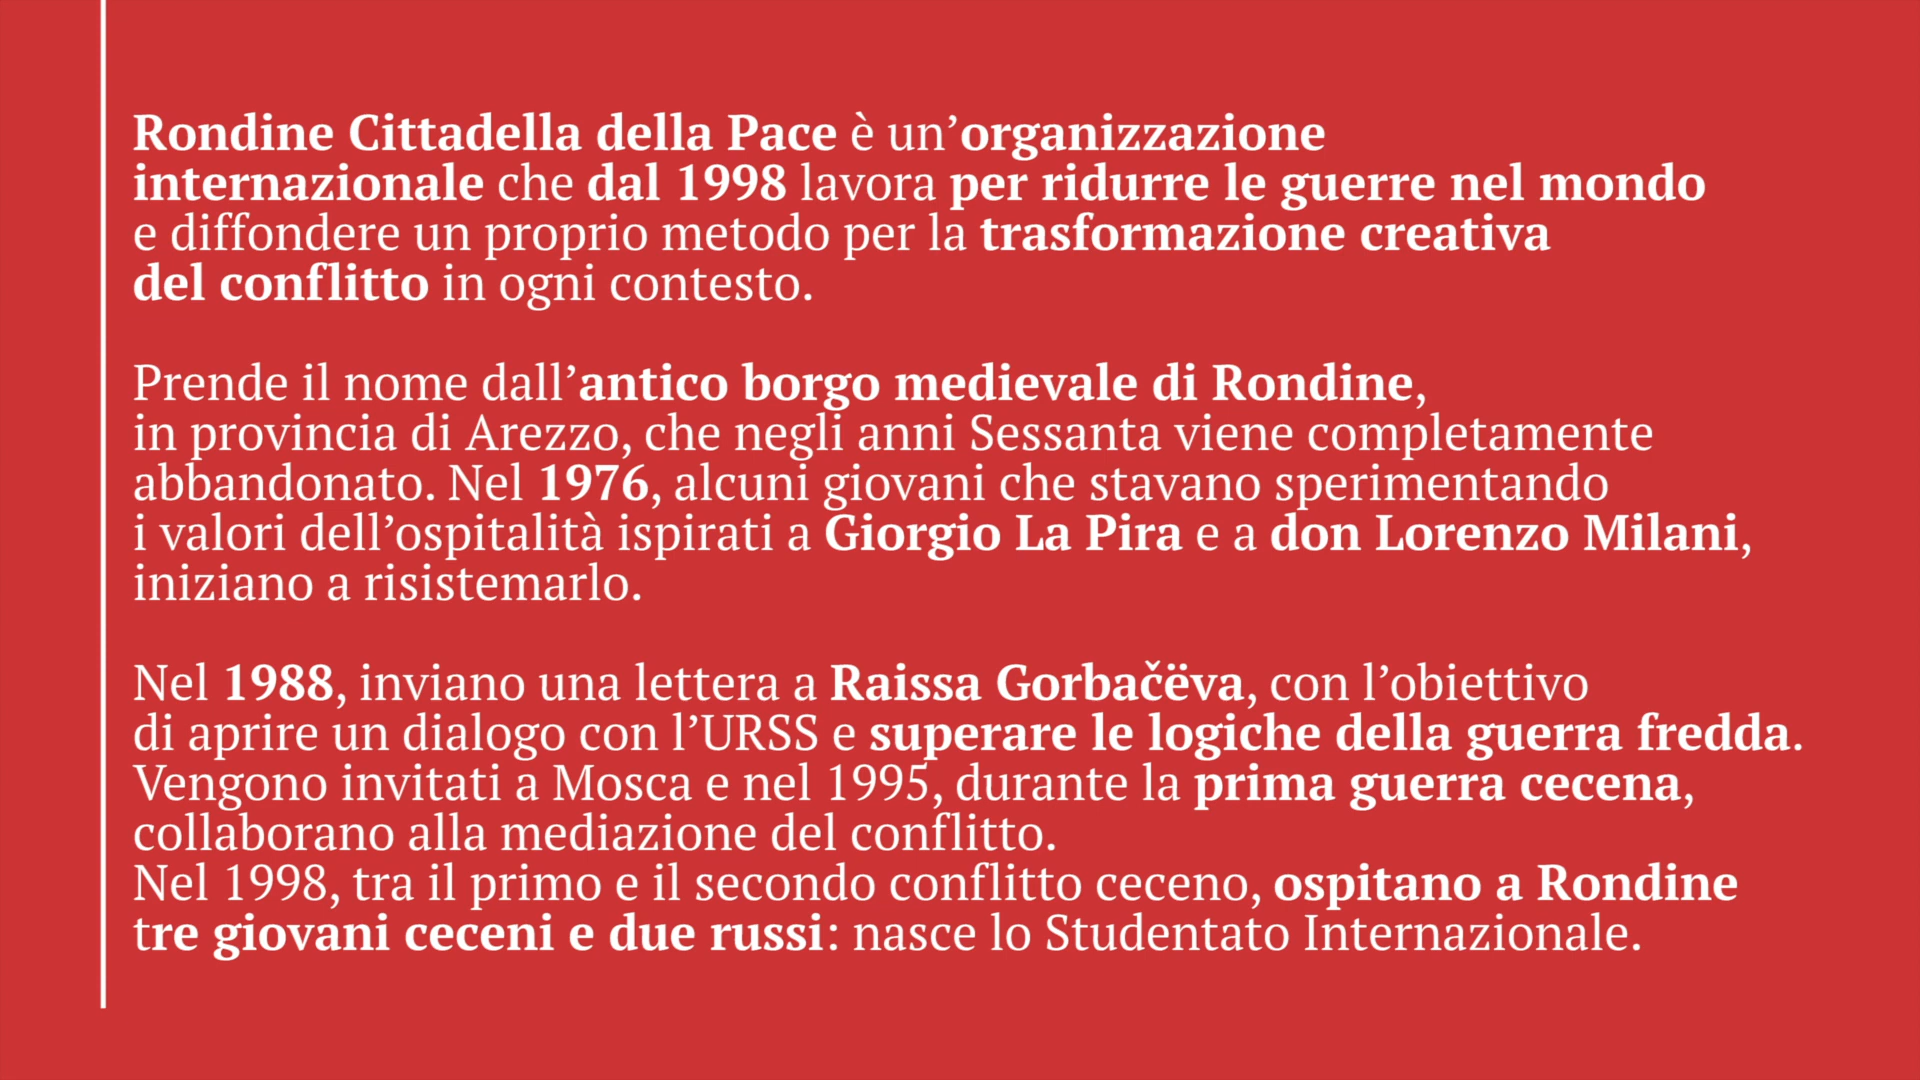 Rondine Cittadella della Pace è un’organizzazione
internazionale che dal 1998 lavora per ridurre le guerre nel mondo
e diffondere un proprio metodo per la trasformazione creativa
del conflitto in ogni contesto.
Prende il nome dall’antico borgo medievale di Rondine,
in provincia di Arezzo, che negli anni Sessanta viene completamente
abbandonato. Nel 1976, alcuni giovani che stavano sperimentando
i valori dell’ospitalità ispirati a Giorgio La Pira e a don Lorenzo Milani,
iniziano a risistemarlo.
Nel 1988, inviano una lettera a Raissa Gorbačëva, con l’obiettivo
di aprire un dialogo con l’URSS e superare le logiche della guerra fredda.
Vengono invitati a Mosca e nel 1995, durante la prima guerra cecena,
collaborano alla mediazione del conflitto.
Nel 1998, tra il primo e il secondo conflitto ceceno, ospitano a Rondine
tre giovani ceceni e due russi: nasce lo Studentato Internazionale.